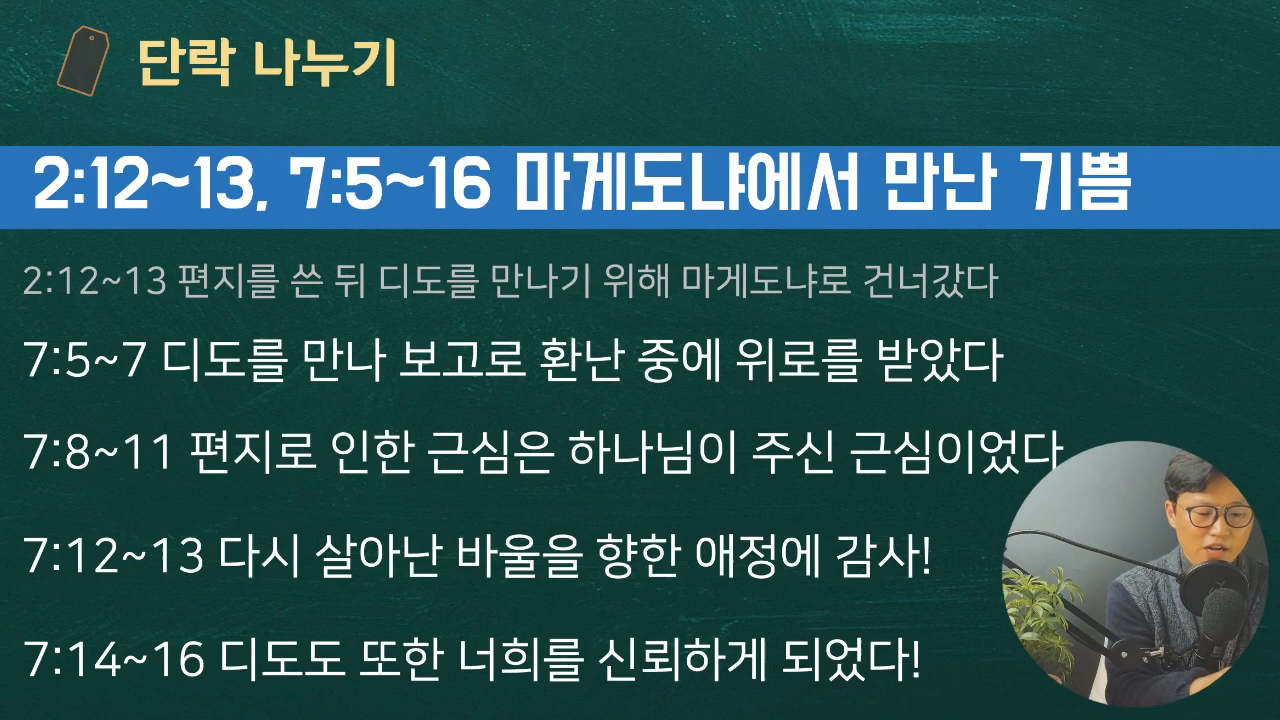 단락 나누기
2:12~13, 7:5~16 마게도냐에서 만난 기쁨
2:12~13 편지를 쓴 뒤 디도를 만나기 위해 마게도냐로 건너갔다
7:5~7 디도를 만나 보고로 환난 중에 위로를 받았다
7:8~11 편지로 인한 근심은 하나님이 주신 근심이었다
7:12~13 다시 살아난 바울을 향한 애정에 감사!
7:14~16 디도도 또한 너희를 신뢰하게 되었다!